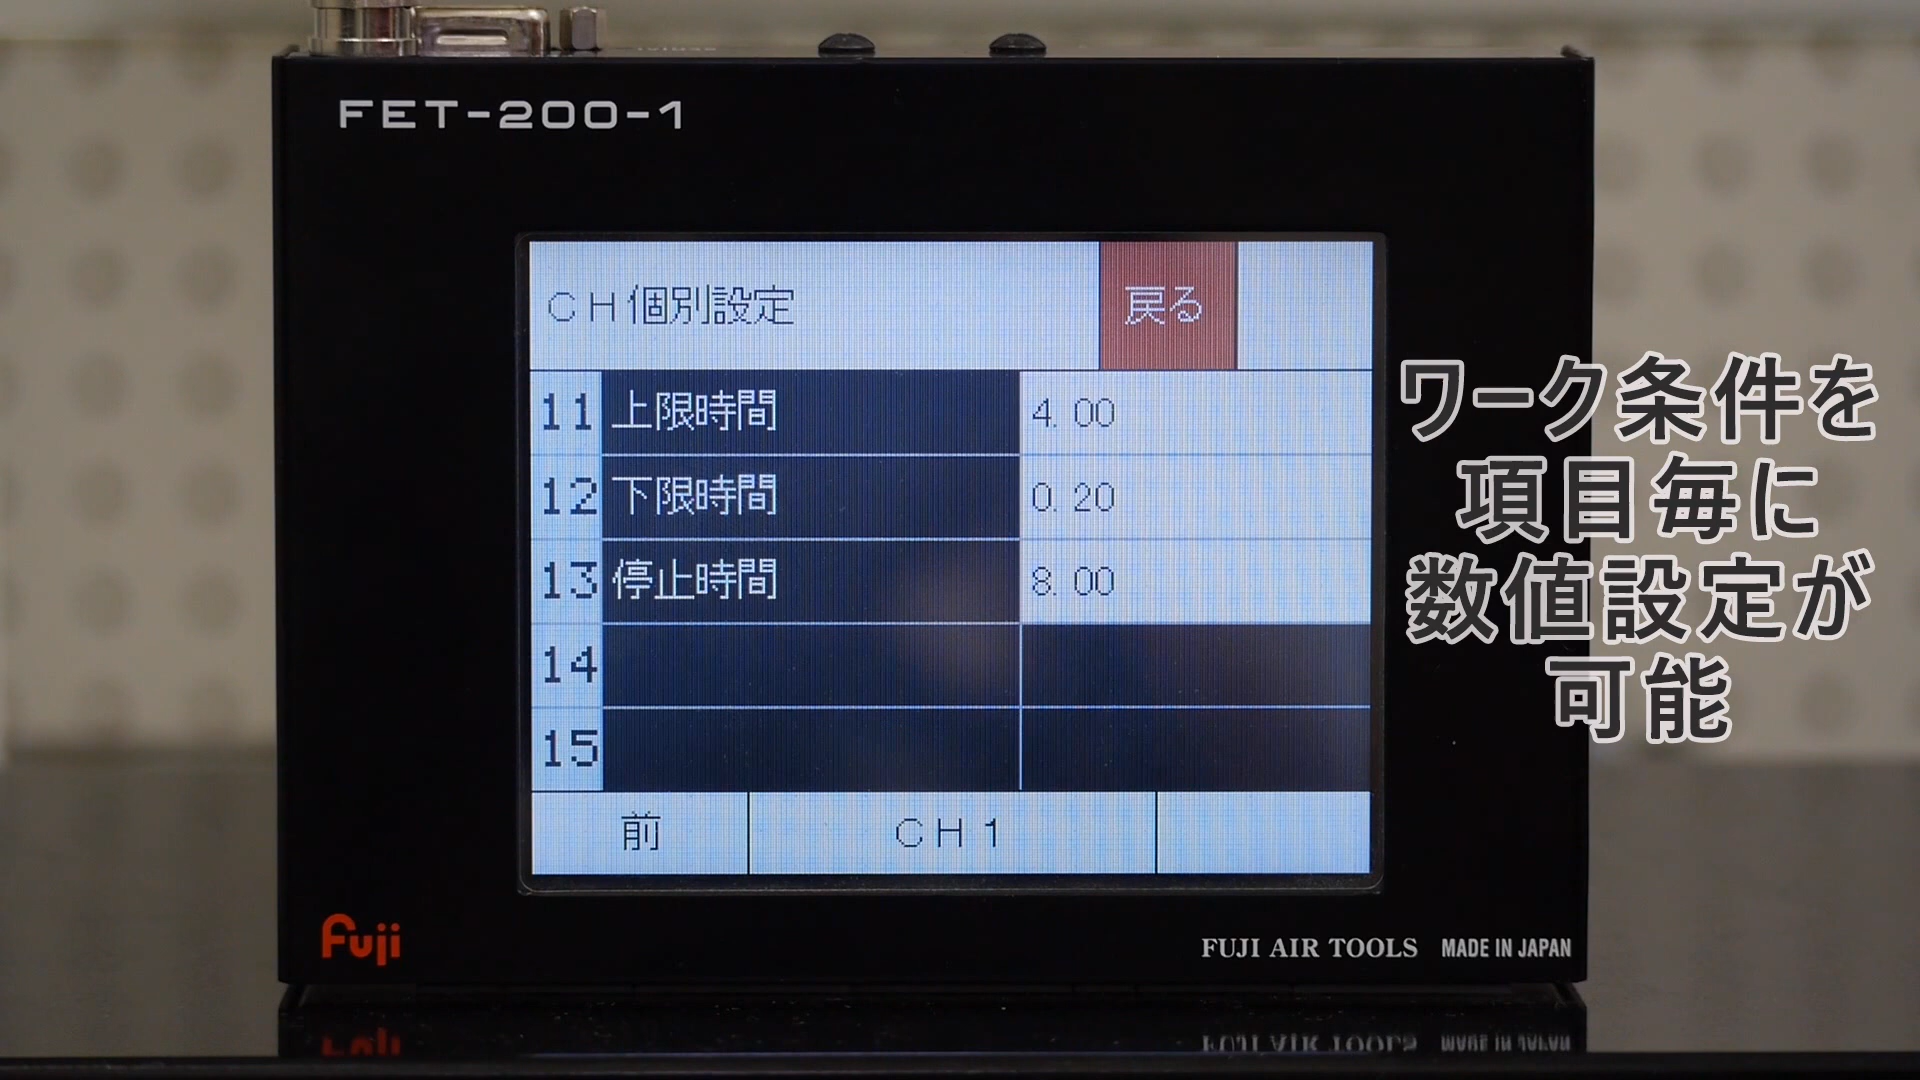 FET-200-1
CH個別設定 戻る
11 上限時間 4.00
12 下限時間 0.20
13 停止時間 8.00
14
15
前 CH1
ワーク条件を
項目毎に
数値設定が
可能
Fuji
FUJI AIR TOOLS MADE IN JAPAN